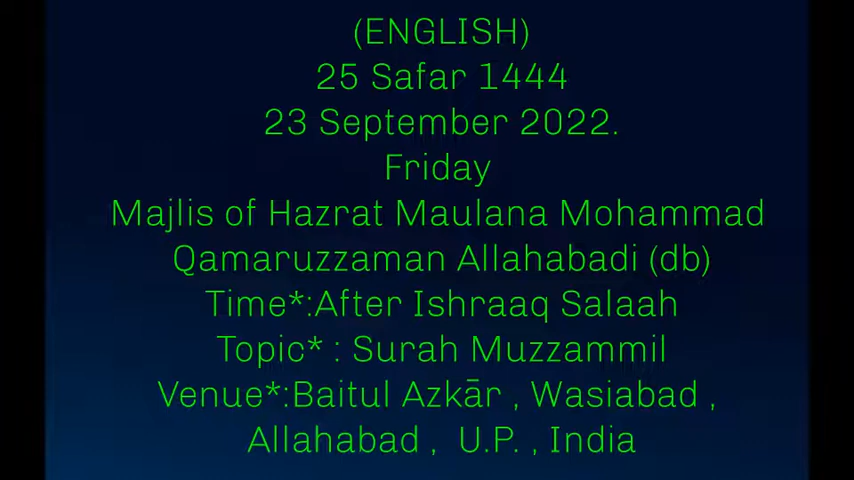 (ENGLISH)
25 Safar 1444
23 September 2022.
Friday
Majlis of Hazrat Maulana Mohammad
Qamaruzzaman Allahabadi (db)
Time*:After Ishraaq Salaah
Topic* : Surah Muzzammil
Venue*:Baitul Azkār , Wasiabad ,
Allahabad , U.P. , India